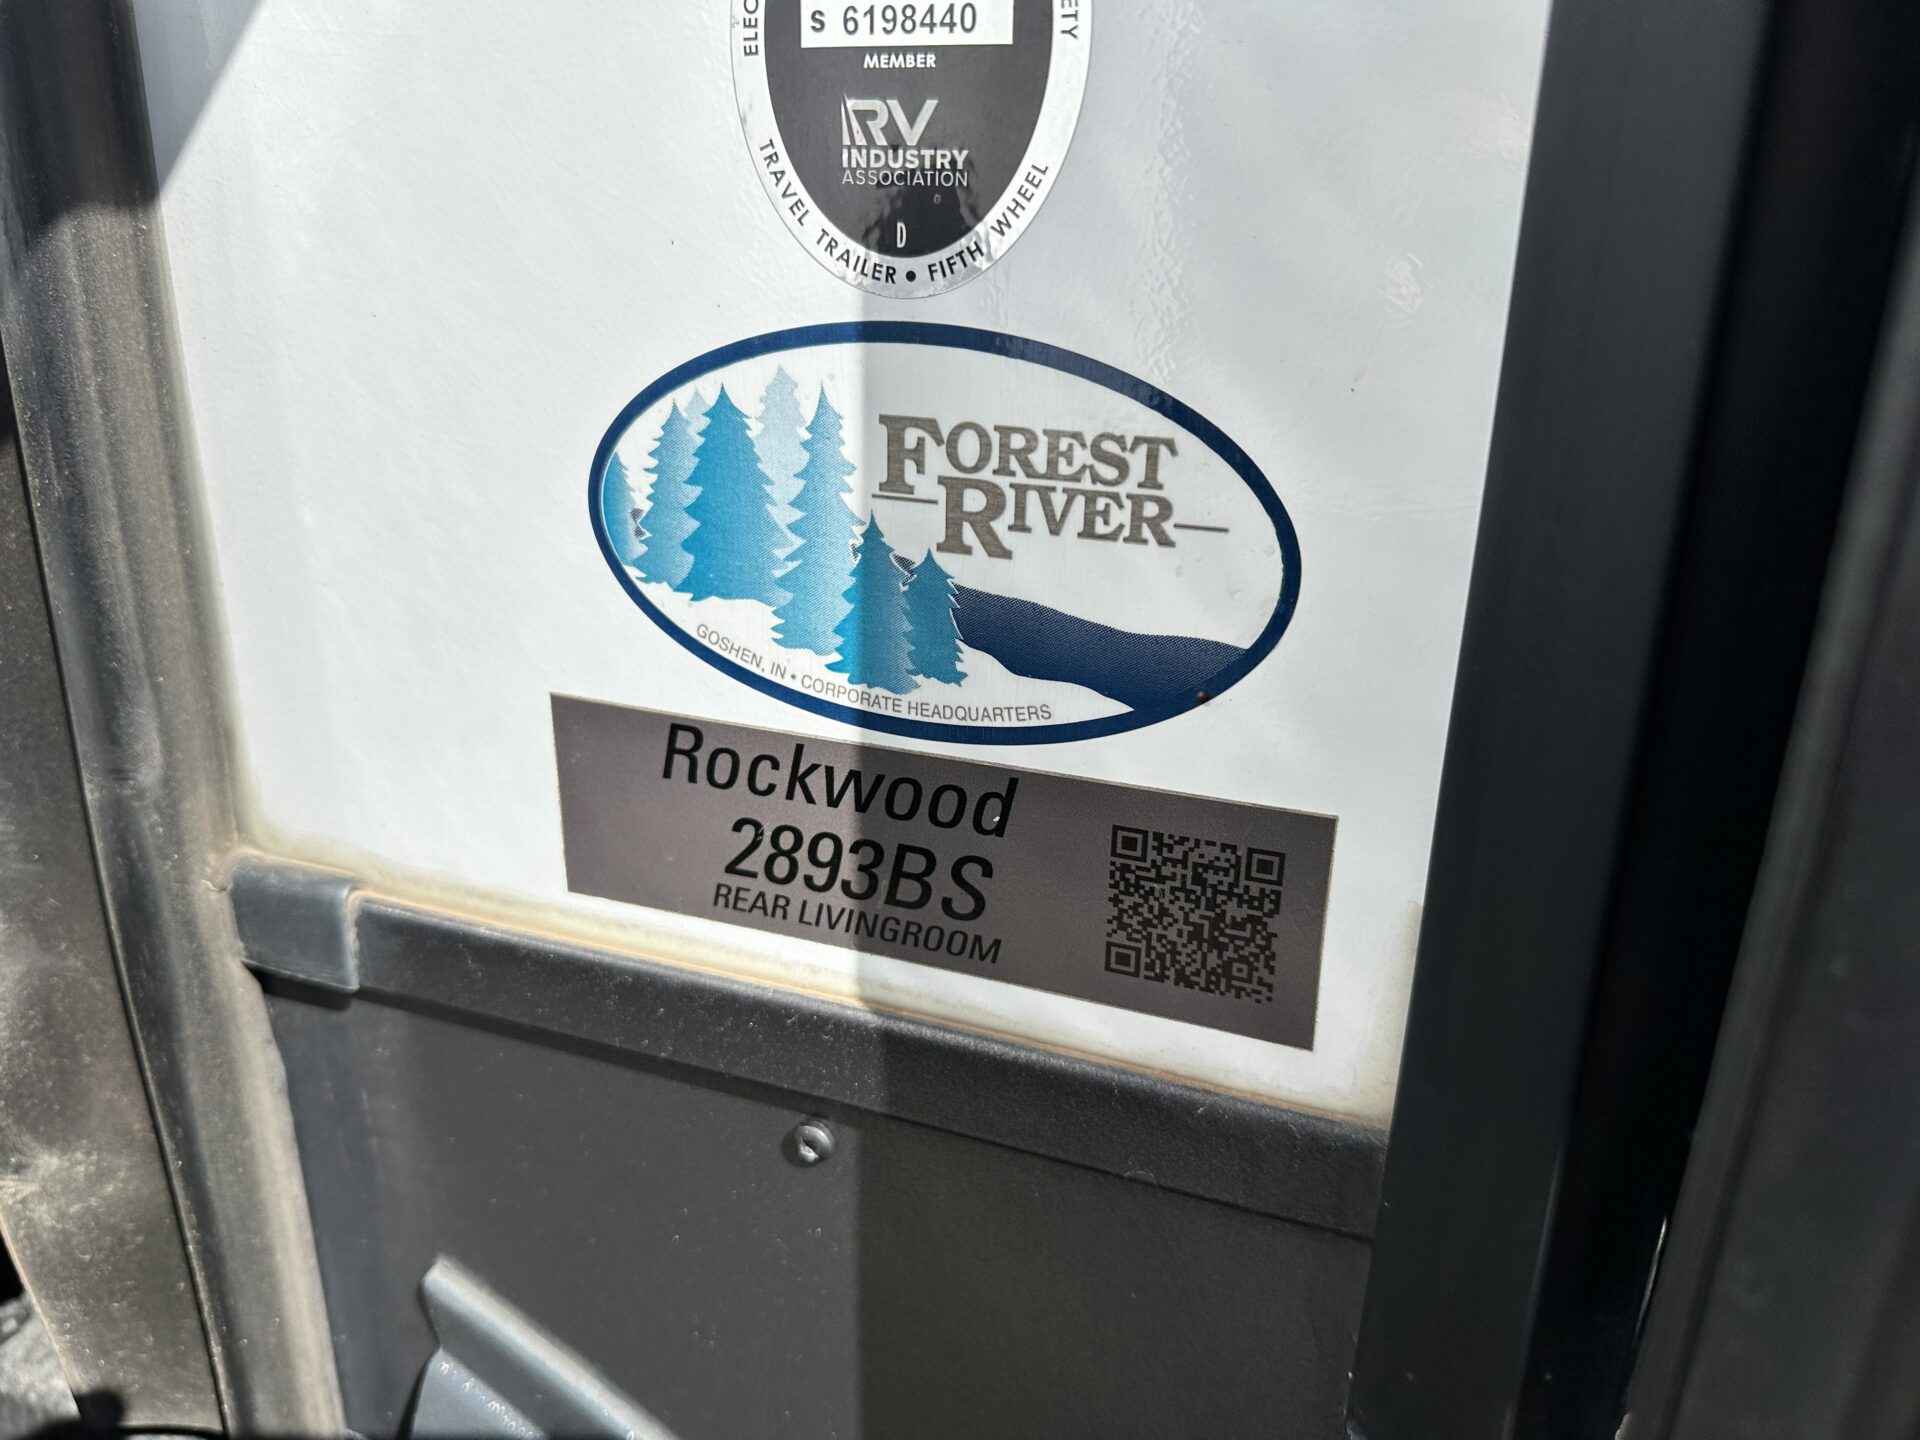 S 6198440
MEMBER
RV
INDUSTRY
ASSOCIATION
D
TRAVEL TRAILER • FIFTH WHEEL
FOREST
RIVER
GOSHEN, IN • CORPORATE HEADQUARTERS
Rockwood
2893BS
REAR LIVINGROOM